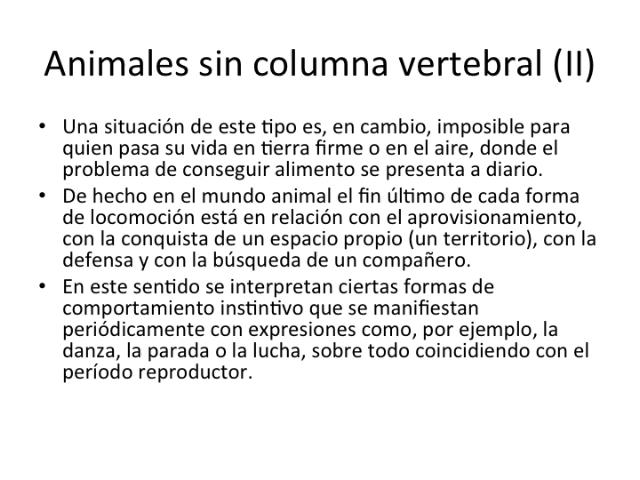 Animales sin columna vertebral (II)
• Una situación de este tipo es, en cambio, imposible para
quien pasa su vida en tierra firme o en el aire, donde el
problema de conseguir alimento se presenta a diario.
• De hecho en el mundo animal el fin último de cada forma
de locomoción está en relación con el aprovisionamiento,
con la conquista de un espacio propio (un territorio), con la
defensa y con la búsqueda de un compañero.
• En este sentido se interpretan ciertas formas de
comportamiento instintivo que se manifiestan
periódicamente con expresiones como, por ejemplo, la
danza, la parada o la lucha, sobre todo coincidiendo con el
período reproductor.